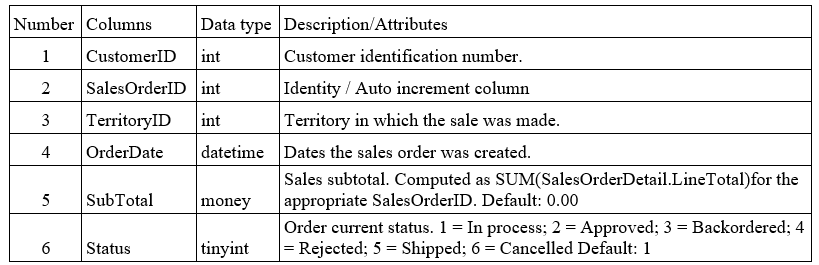 Number Columns Data type Description/Attributes
1 CustomerID int Customer identification number.
2 SalesOrderID int Identity / Auto increment column
3 TerritoryID int Territory in which the sale was made.
4 OrderDate datetime Dates the sales order was created.
5 SubTotal money Sales subtotal. Computed as SUM(SalesOrderDetail.LineTotal)for the
appropriate SalesOrderID. Default: 0.00
6 Status tinyint Order current status. 1 = In process; 2 = Approved; 3 = Backordered; 4
= Rejected; 5 = Shipped; 6 = Cancelled Default: 1